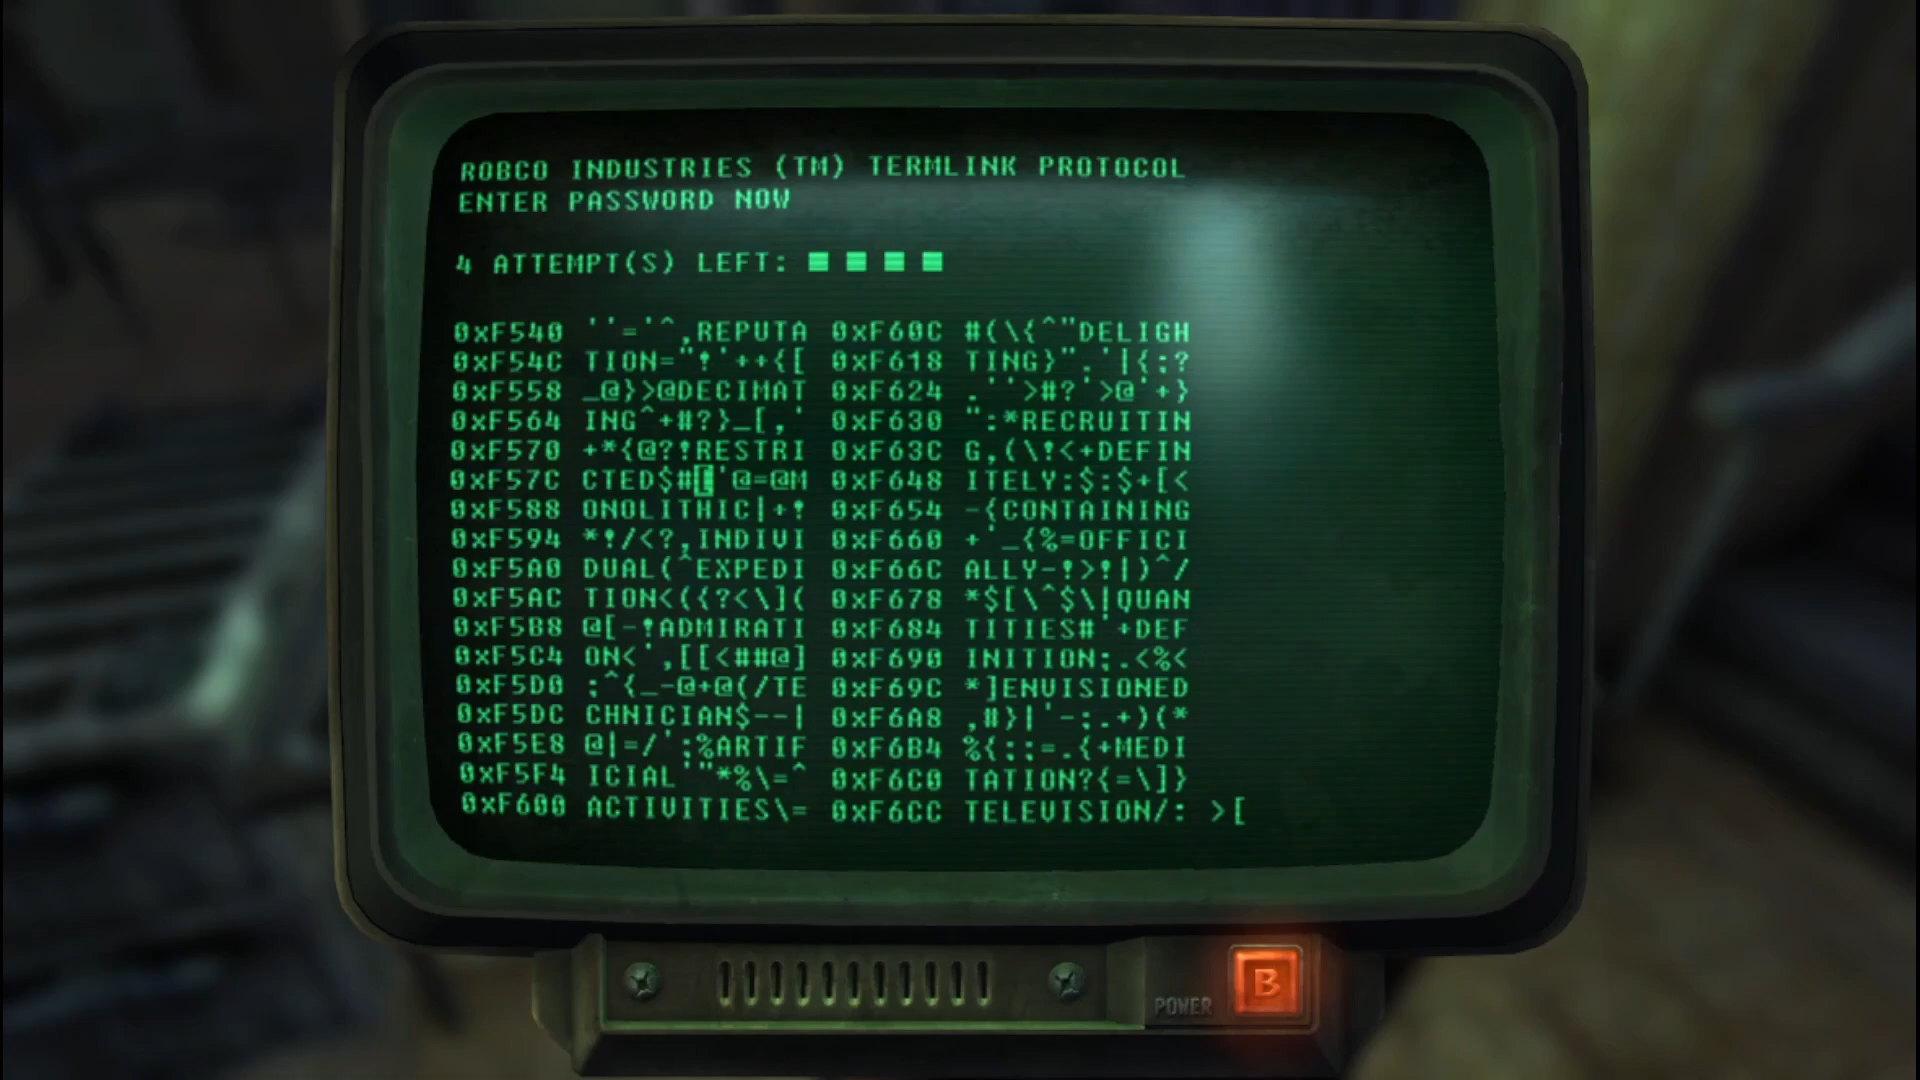 ROBCO INDUSTRIES (TM) TERMLINK PROTOCOL
ENTER PASSWORD NOW
4 ATTEMPT(S) LEFT: ■ ■ ■ ■
0xF540 ''='^,REPUTA 0xF60C #(\{^"DELIGH
0xF54C TION="!'++{[ 0xF618 TING}".'|{:?
0xF558 _@}>@DECIMAT 0xF624 .''>#?'>@'+}
0xF564 ING^+#?}_[,' 0xF630 ":*RECRUITIN
0xF570 +*{@?!RESTRI 0xF63C G,(\!<+DEFIN
0xF57C CTED$#['@=@M 0xF648 ITELY:$:$+[<
0xF588 ONOLITHIC|+! 0xF654 -{CONTAINING
0xF594 *!/<?,INDIVI 0xF660 +'_{%=OFFICI
0xF5A0 DUAL(^EXPEDI 0xF66C ALLY-!>!|)^/
0xF5AC TION<({?<\]( 0xF678 *$[\^$\|QUAN
0xF5B8 @[-!ADMIRATI 0xF684 TITIES#'+DEF
0xF5C4 ON<',[[<##@] 0xF690 INITION;.<%<
0xF5D0 ;^{_-@+@(/TE 0xF69C *]ENVISIONED
0xF5DC CHNICIAN$--| 0xF6A8 ,#}|'-;.+)(*
0xF5E8 @|=/';%ARTIF 0xF6B4 %{;:=.{+MEDI
0xF5F4 ICIAL'"*%\=^ 0xF6C0 TATION?{=\]}
0xF600 ACTIVITIES\= 0xF6CC TELEVISION/: >[
POWER
B